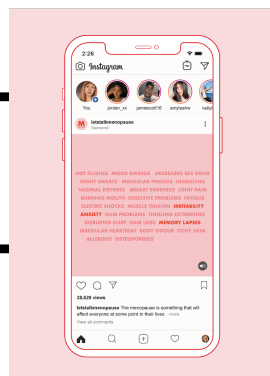 2:26
Instagram
You
jordan_xx
jamiescott16
amyleahw
M
letstalkmenopause
Sponsored
HOT FLUSHES MOOD SWINGS DECREASED SEX DRIVE
NIGHT SWEATS IRREGULAR PERIODS HEADACHES
VAGINAL DRYNESS BREAST SORENESS JOINT PAIN
BURNING MOUTH DIGESTIVE PROBLEMS FATIGUE
ELECTRIC SHOCKS MUSCLE TENSION IRRITABILITY
ANXIETY GUM PROBLEMS TINGLING EXTREMITIES
DISRUPTED SLEEP HAIR LOSS MEMORY LAPSES
IRREGULAR HEARTBEAT BODY ODOUR ITCHY SKIN
ALLERGIES OSTEOPOROSIS
28,628 views
letstalkmenopause The menopause is something that will
affect everyone at some point in their lives ...more
View all comments